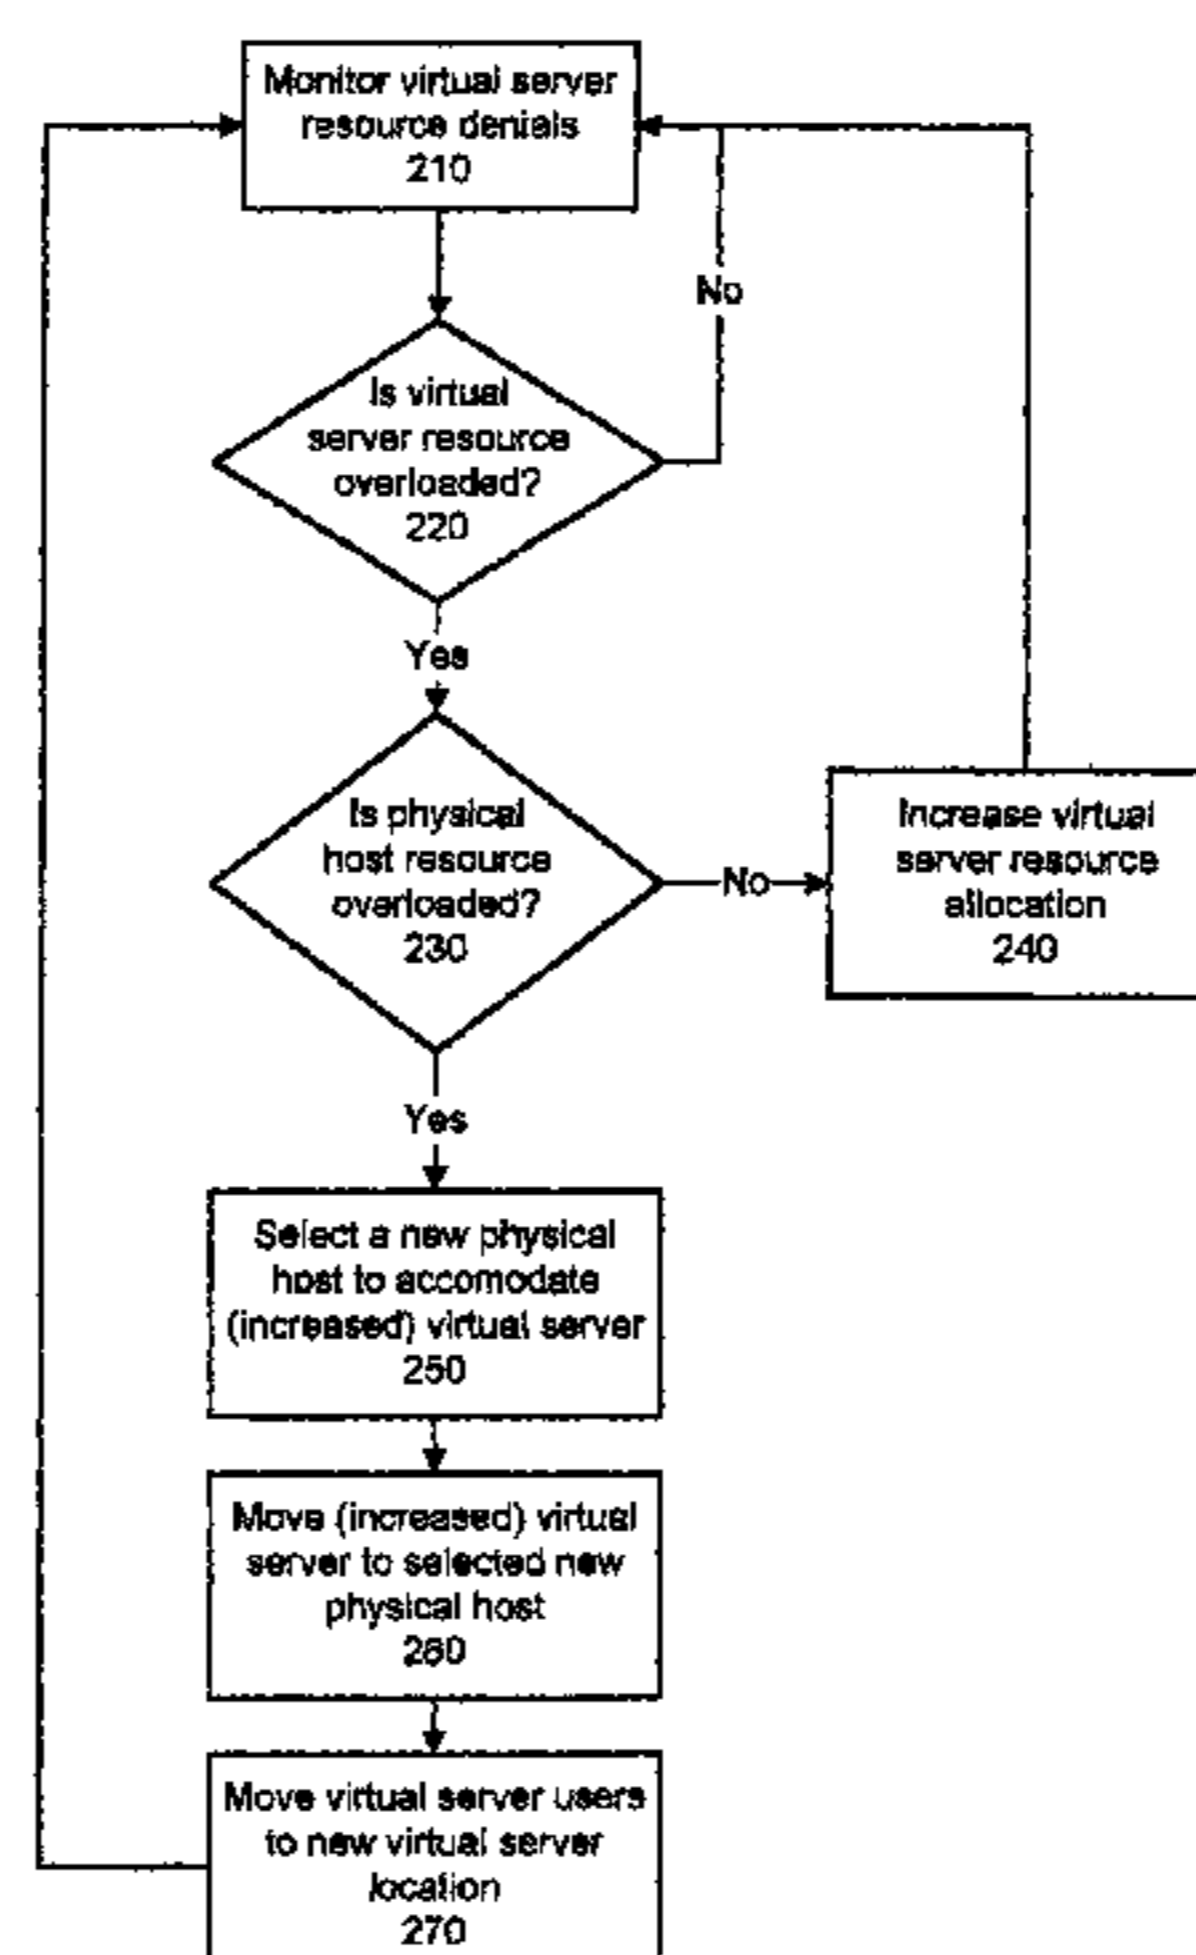 Monitor virtual server
resource denials
210
No
Is virtual
server resource
overloaded?
220
Yes
Is physical
host resource
overloaded?
230
No
Increase virtual
server resource
allocation
240
Yes
Select a new physical
host to accomodate
(increased) virtual server
250
Move (increased) virtual
server to selected new
physical host
260
Move virtual server users
to new virtual server
location
270